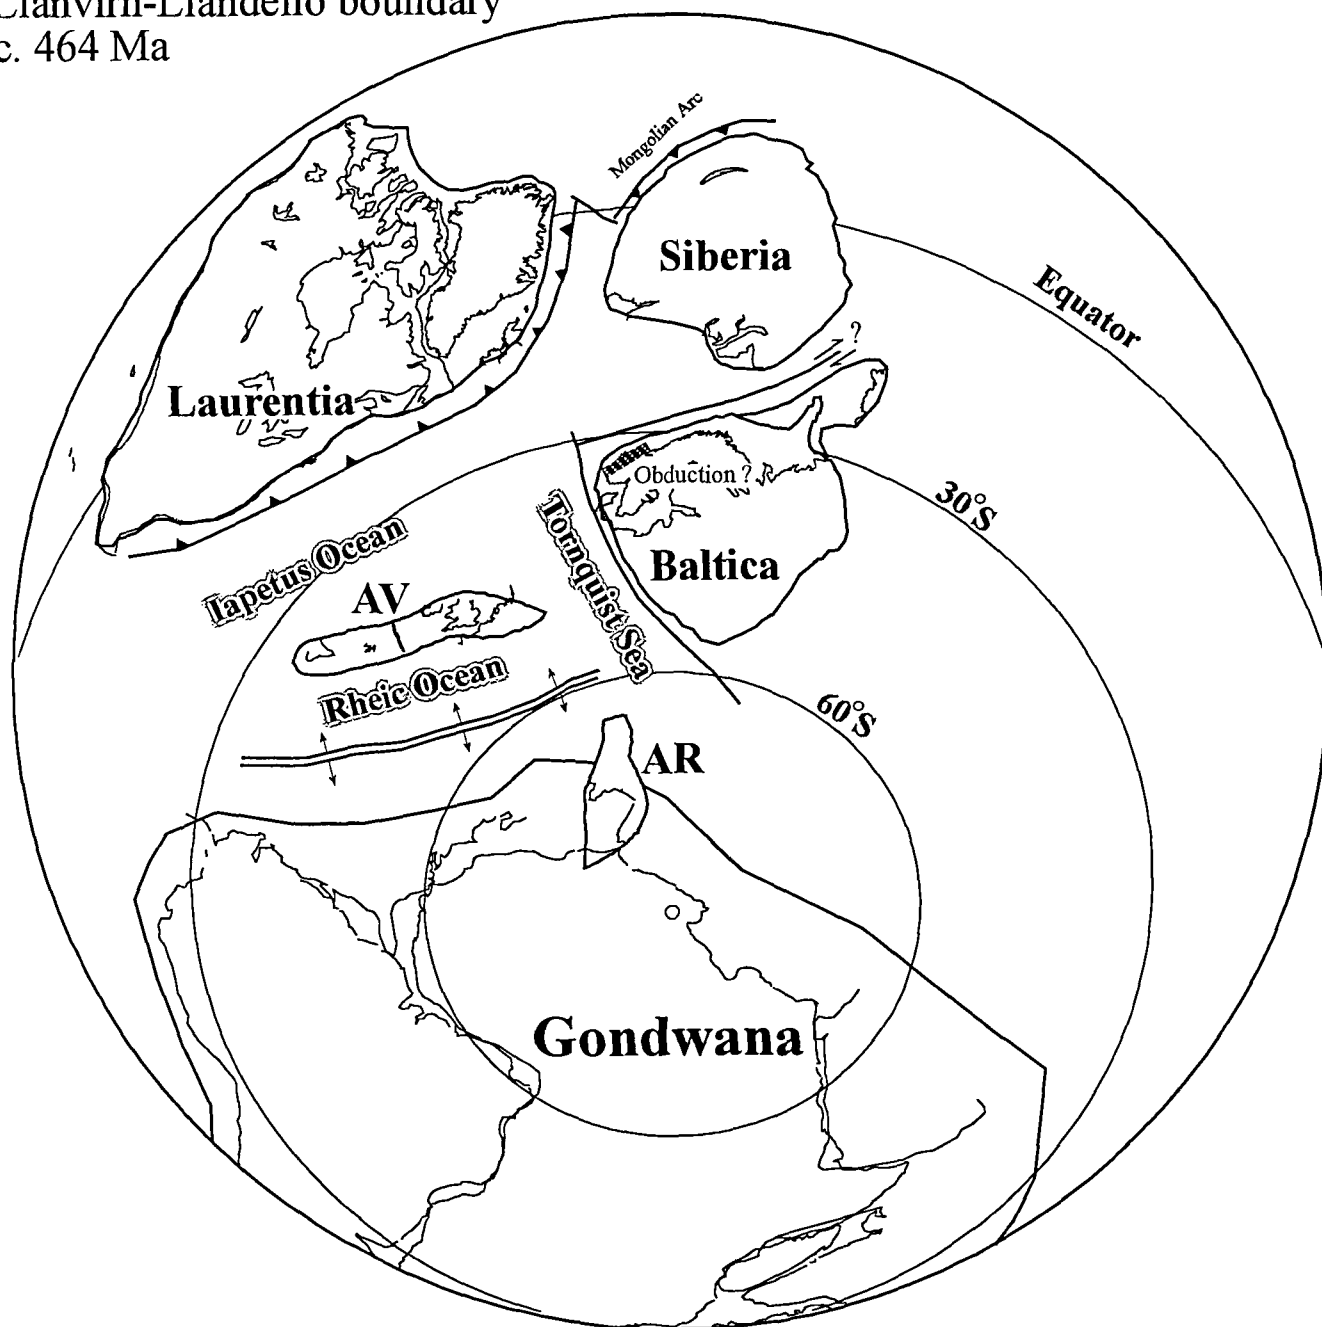 Llanvirn-Llandeilo boundary
c. 464 Ma
Mongolian Arc
Siberia
Equator
?
Laurentia
30°S
Obduction ?
Baltica
Iapetus Ocean
Tornquist Sea
AV
Rheic Ocean
60°S
AR
Gondwana